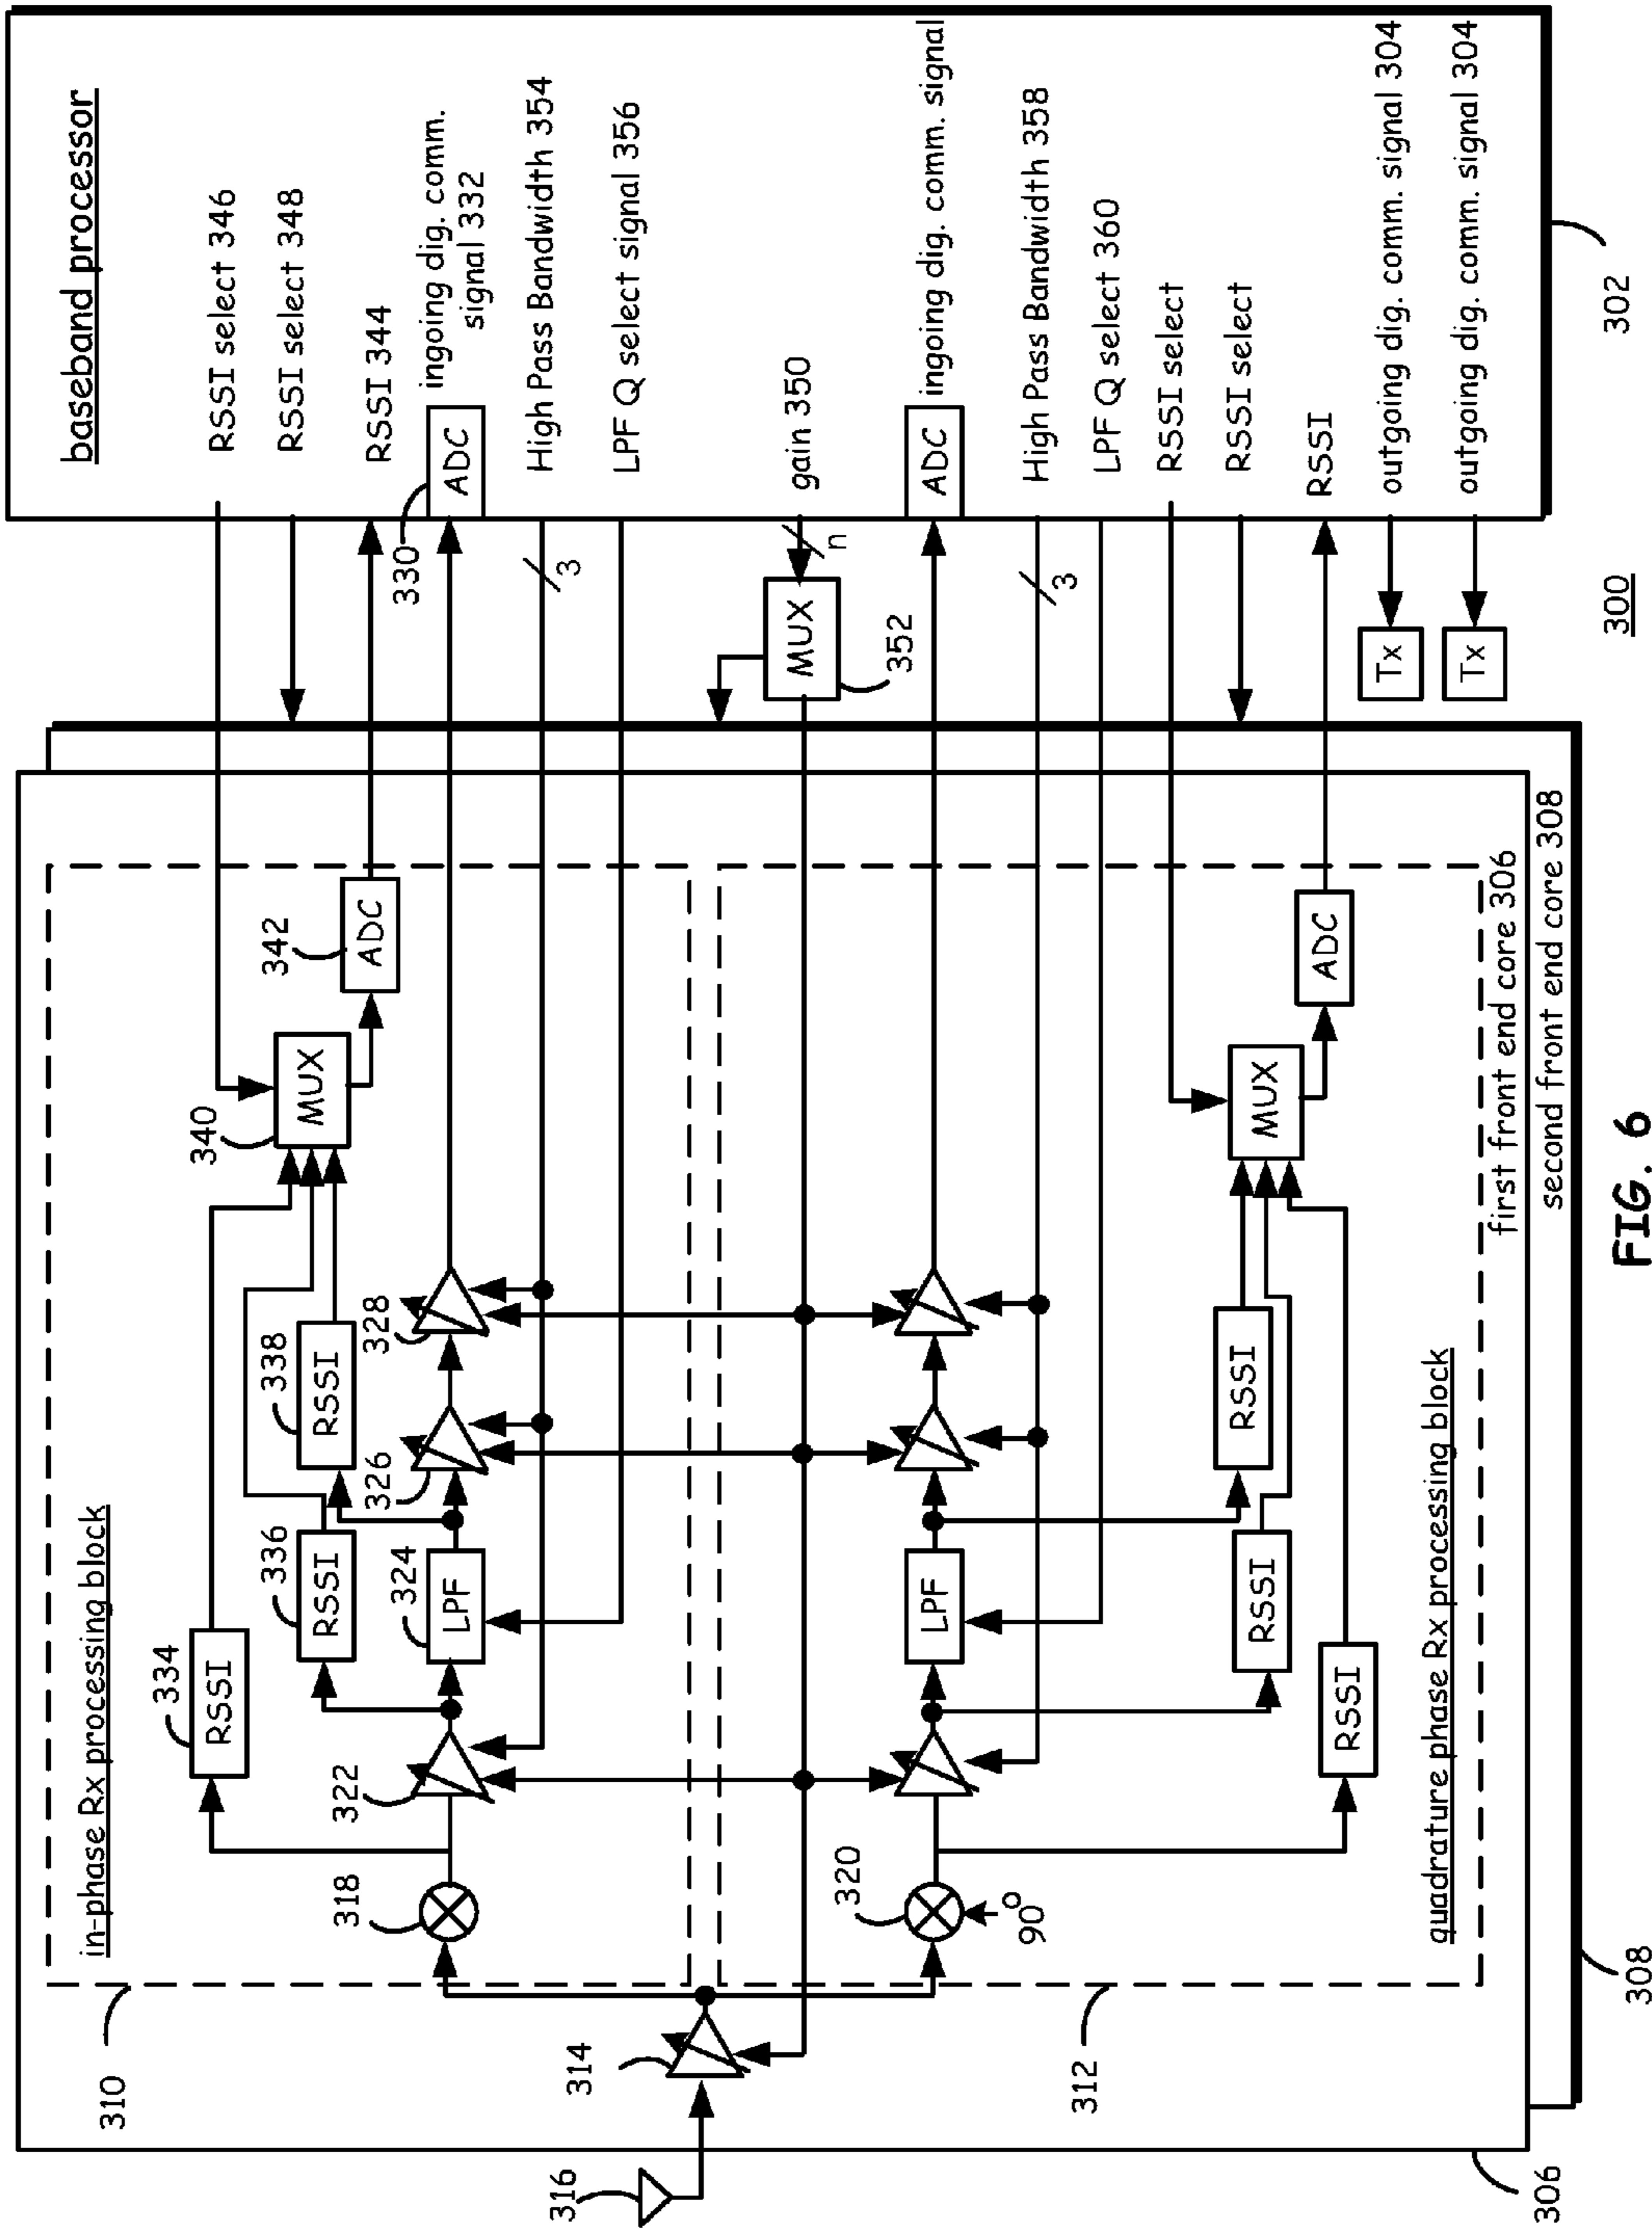 baseband processor
RSSI select 346
RSSI select 348
RSSI 344
ingoing dig. comm.
signal 332
ADC
330
High Pass Bandwidth 354
3
LPF Q select signal 356
gain 350
n
MUX
352
ADC
ingoing dig. comm. signal
High Pass Bandwidth 358
3
LPF Q select 360
RSSI select
RSSI select
RSSI
outgoing dig. comm. signal 304
Tx
outgoing dig. comm. signal 304
Tx
302
300
in-phase Rx processing block
310
334
RSSI
336
RSSI
338
RSSI
340
MUX
342
ADC
318
322
324
LPF
326
328
314
316
320
90°
LPF
RSSI
RSSI
RSSI
MUX
ADC
quadrature phase Rx processing block
312
first front end core 306
second front end core 308
306
308
FIG. 6